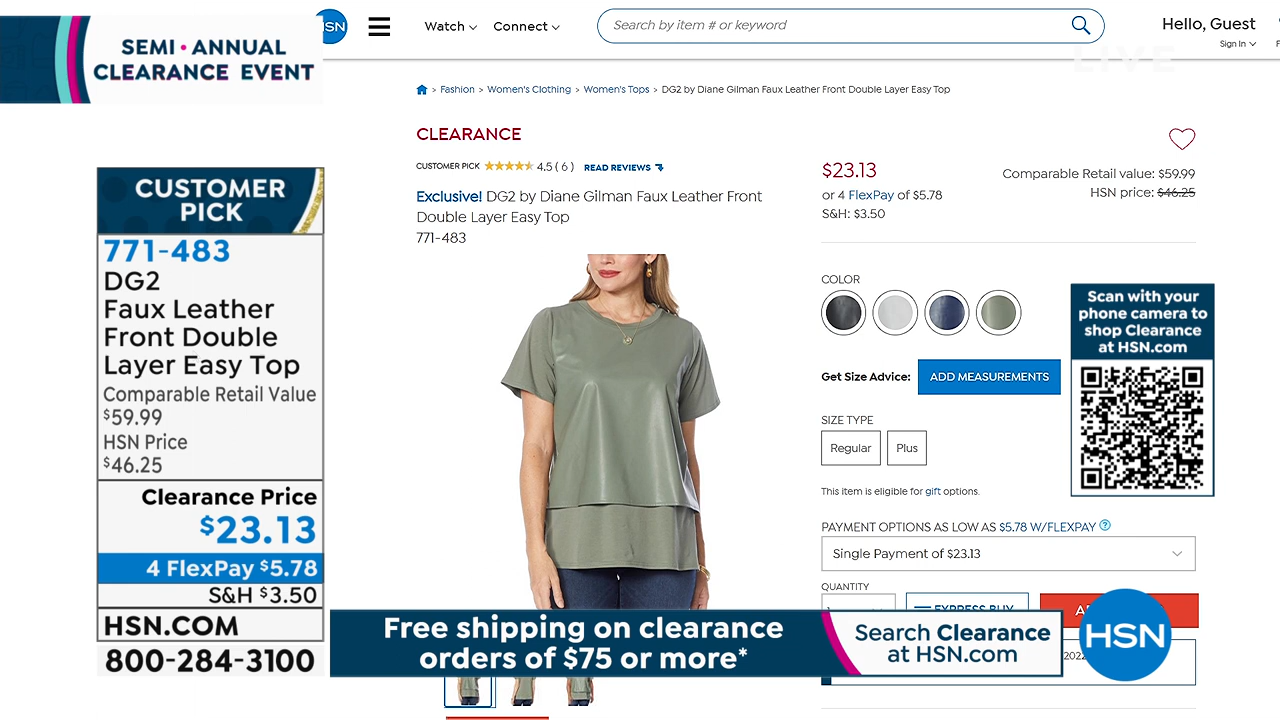 SEMI • ANNUAL
CLEARANCE EVENT
HSN
Watch
Connect
Search by item # or keyword
Hello, Guest
Sign In
LIVE
> Fashion > Women's Clothing > Women's Tops > DG2 by Diane Gilman Faux Leather Front Double Layer Easy Top
CLEARANCE
CUSTOMER PICK 4.5 ( 6 ) READ REVIEWS
Exclusive! DG2 by Diane Gilman Faux Leather Front
Double Layer Easy Top
771-483
$23.13
or 4 FlexPay of $5.78
S&H: $3.50
Comparable Retail value: $59.99
HSN price: $46.25
COLOR
Get Size Advice: ADD MEASUREMENTS
SIZE TYPE
Regular
Plus
This item is eligible for gift options.
PAYMENT OPTIONS AS LOW AS $5.78 W/FLEXPAY ?
Single Payment of $23.13
QUANTITY
EXPRESS BUY
2022
CUSTOMER
PICK
771-483
DG2
Faux Leather
Front Double
Layer Easy Top
Comparable Retail Value
$59.99
HSN Price
$46.25
Clearance Price
$23.13
4 FlexPay $5.78
S&H $3.50
HSN.COM
800-284-3100
Scan with your
phone camera to
shop Clearance
at HSN.com
Free shipping on clearance
orders of $75 or more*
Search Clearance
at HSN.com
HSN